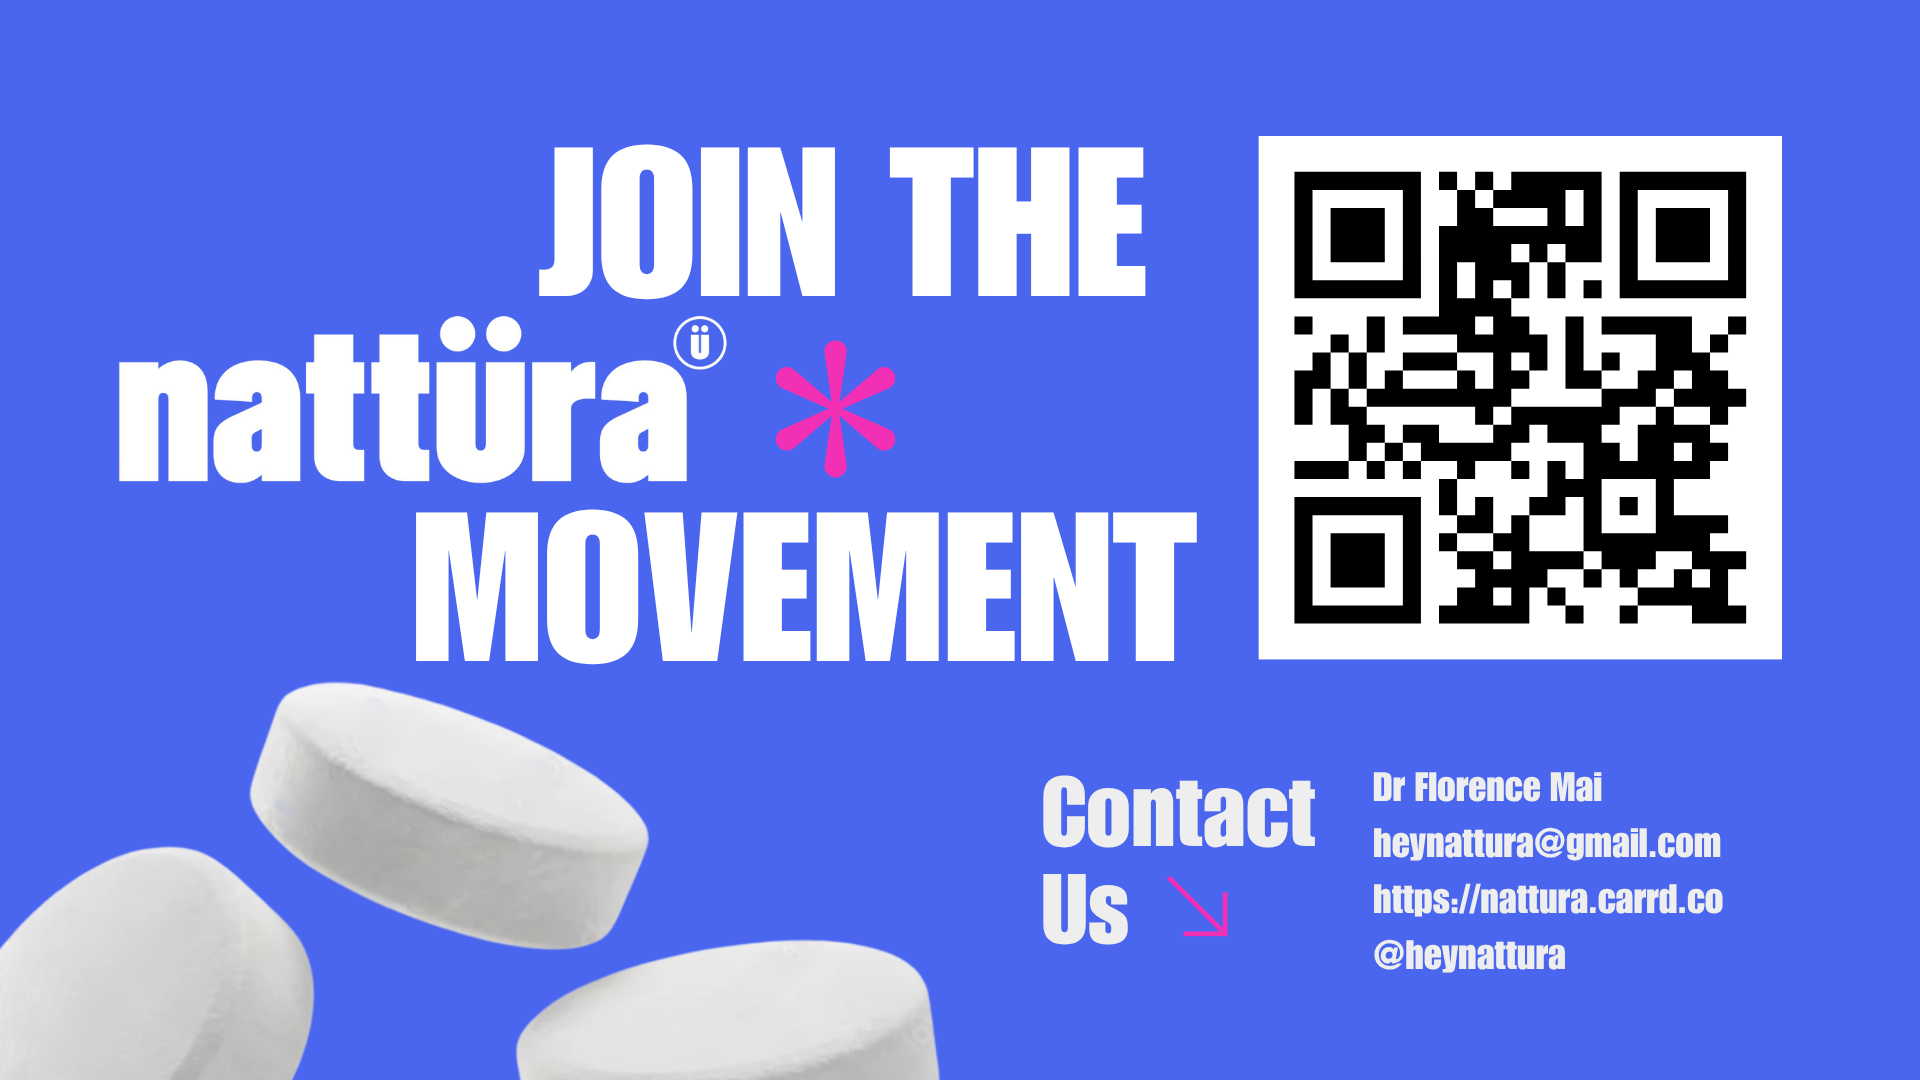 JOIN THE
nattüra ü
MOVEMENT
Contact
Us
Dr Florence Mai
heynattura@gmail.com
https://nattura.carrd.co
@heynattura